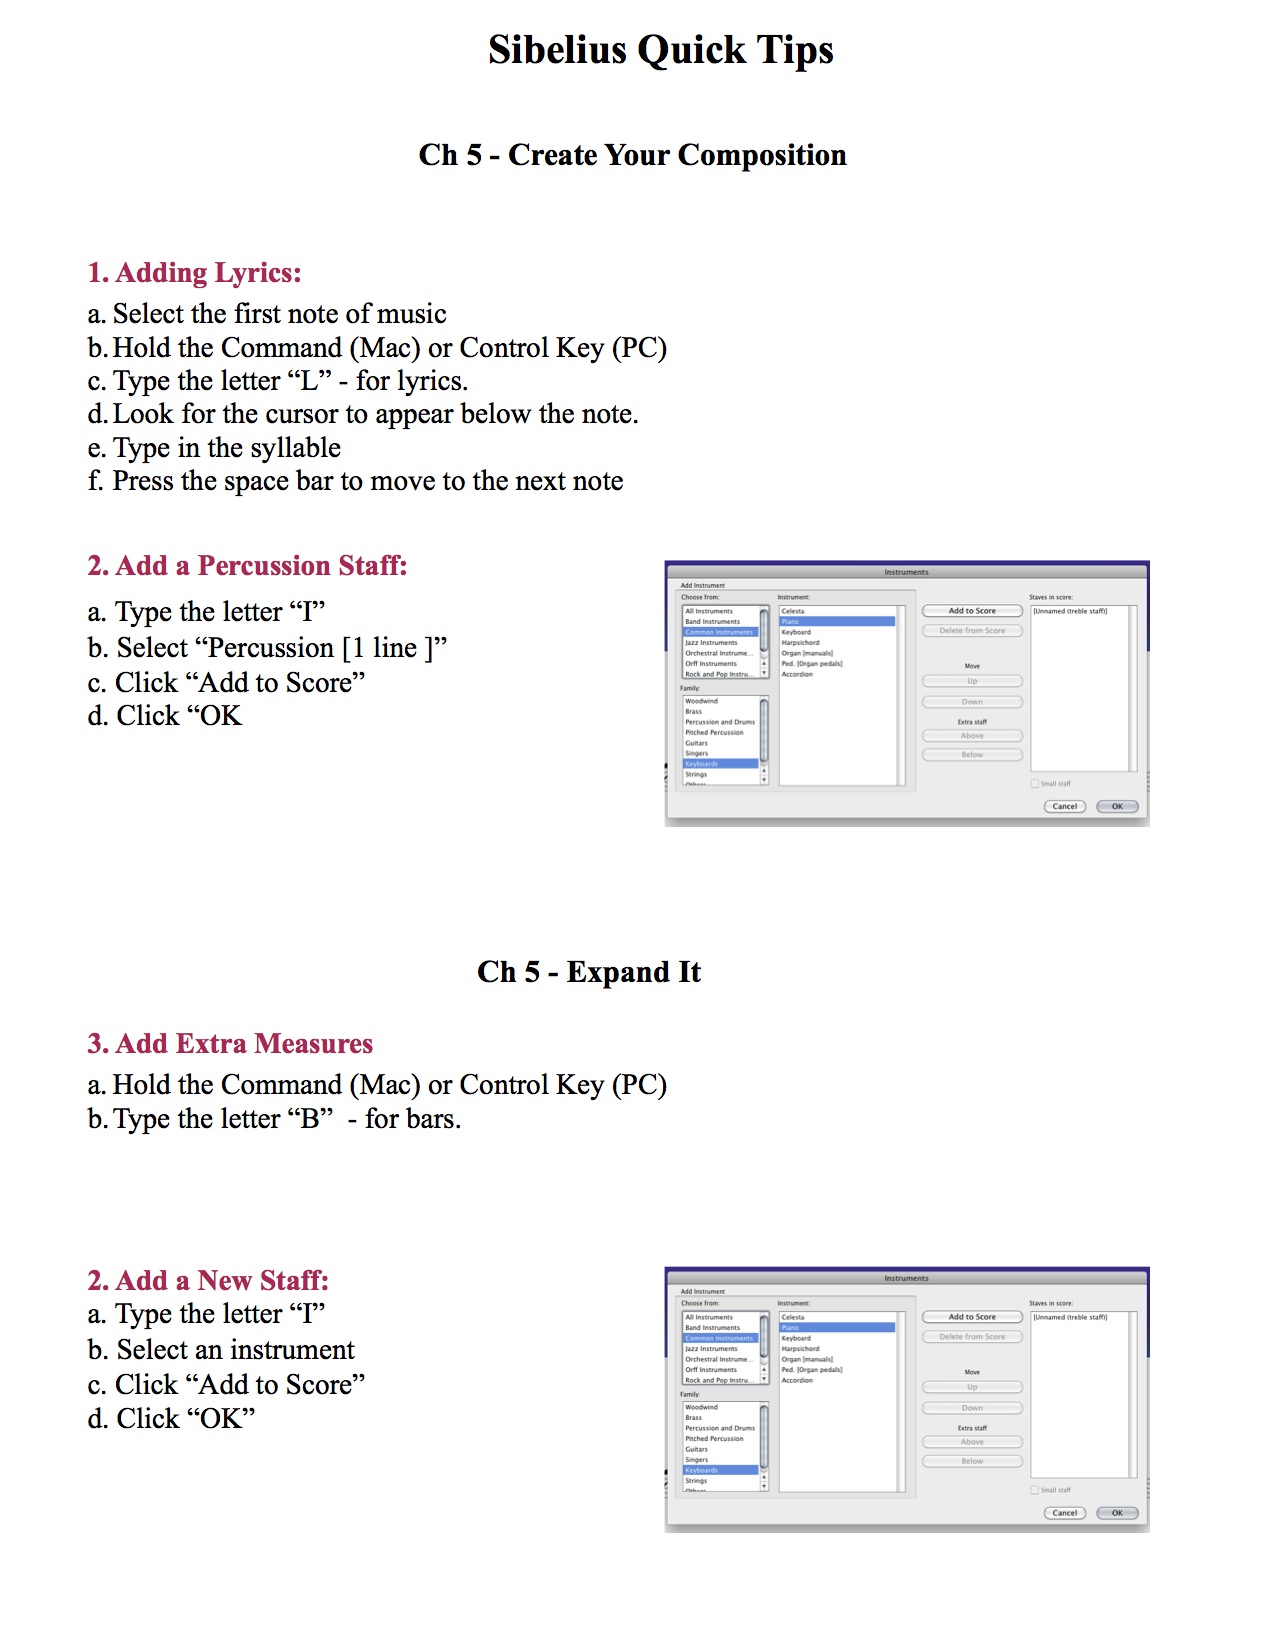 Sibelius Quick Tips
Ch 5 - Create Your Composition
1. Adding Lyrics:
a. Select the first note of music
b. Hold the Command (Mac) or Control Key (PC)
c. Type the letter “L” - for lyrics.
d. Look for the cursor to appear below the note.
e. Type in the syllable
f. Press the space bar to move to the next note
2. Add a Percussion Staff:
a. Type the letter “I”
b. Select “Percussion [1 line ]”
c. Click “Add to Score”
d. Click “OK
Instruments
Add Instrument
Choose from:
All Instruments
Band Instruments
Common Instruments
Jazz Instruments
Orchestral Instrume...
Orff Instruments
Rock and Pop Instru...
Family:
Woodwind
Brass
Percussion and Drums
Pitched Percussion
Guitars
Singers
Keyboards
Strings
Others
Instrument:
Celesta
Piano
Keyboard
Harpsichord
Organ [manuals]
Ped. [Organ pedals]
Accordion
Add to Score
Delete from Score
Move
Up
Down
Extra staff
Above
Below
Staves in score:
[Unnamed (treble staff)]
Small staff
Cancel
OK
Ch 5 - Expand It
3. Add Extra Measures
a. Hold the Command (Mac) or Control Key (PC)
b. Type the letter “B”  - for bars.
2. Add a New Staff:
a. Type the letter “I”
b. Select an instrument
c. Click “Add to Score”
d. Click “OK”
Instruments
Add Instrument
Choose from:
All Instruments
Band Instruments
Common Instruments
Jazz Instruments
Orchestral Instrume...
Orff Instruments
Rock and Pop Instru...
Family:
Woodwind
Brass
Percussion and Drums
Pitched Percussion
Guitars
Singers
Keyboards
Strings
Others
Instrument:
Celesta
Piano
Keyboard
Harpsichord
Organ [manuals]
Ped. [Organ pedals]
Accordion
Add to Score
Delete from Score
Move
Up
Down
Extra staff
Above
Below
Staves in score:
[Unnamed (treble staff)]
Small staff
Cancel
OK